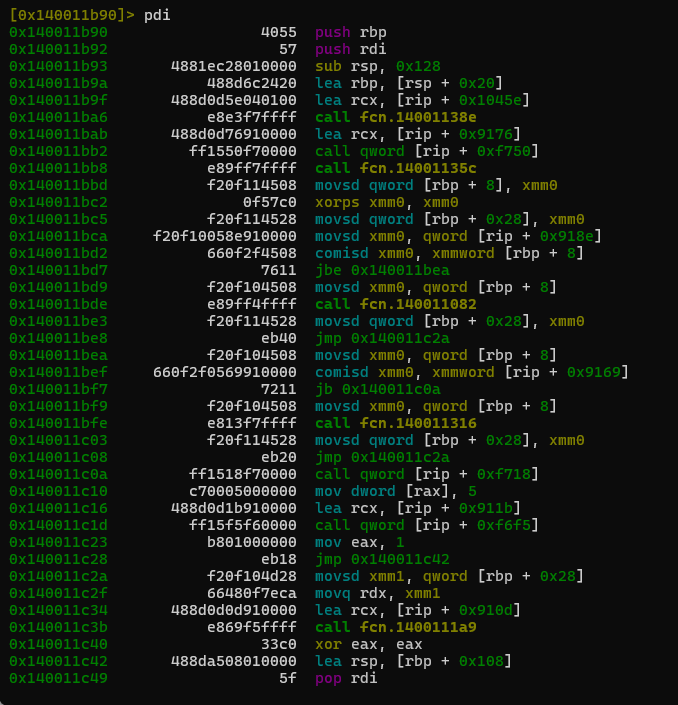 [0x140011b90]> pdi
0x140011b90 4055 push rbp
0x140011b92 57 push rdi
0x140011b93 4881ec28010000 sub rsp, 0x128
0x140011b9a 488d6c2420 lea rbp, [rsp + 0x20]
0x140011b9f 488d0d5e040100 lea rcx, [rip + 0x1045e]
0x140011ba6 e8e3f7ffff call fcn.14001138e
0x140011bab 488d0d76910000 lea rcx, [rip + 0x9176]
0x140011bb2 ff1550f70000 call qword [rip + 0xf750]
0x140011bb8 e89ff7ffff call fcn.14001135c
0x140011bbd f20f114508 movsd qword [rbp + 8], xmm0
0x140011bc2 0f57c0 xorps xmm0, xmm0
0x140011bc5 f20f114528 movsd qword [rbp + 0x28], xmm0
0x140011bca f20f10058e910000 movsd xmm0, qword [rip + 0x918e]
0x140011bd2 660f2f4508 comisd xmm0, xmmword [rbp + 8]
0x140011bd7 7611 jbe 0x140011bea
0x140011bd9 f20f104508 movsd xmm0, qword [rbp + 8]
0x140011bde e89ff4ffff call fcn.140011082
0x140011be3 f20f114528 movsd qword [rbp + 0x28], xmm0
0x140011be8 eb40 jmp 0x140011c2a
0x140011bea f20f104508 movsd xmm0, qword [rbp + 8]
0x140011bef 660f2f0569910000 comisd xmm0, xmmword [rip + 0x9169]
0x140011bf7 7211 jb 0x140011c0a
0x140011bf9 f20f104508 movsd xmm0, qword [rbp + 8]
0x140011bfe e813f7ffff call fcn.140011316
0x140011c03 f20f114528 movsd qword [rbp + 0x28], xmm0
0x140011c08 eb20 jmp 0x140011c2a
0x140011c0a ff1518f70000 call qword [rip + 0xf718]
0x140011c10 c70005000000 mov dword [rax], 5
0x140011c16 488d0d1b910000 lea rcx, [rip + 0x911b]
0x140011c1d ff15f5f60000 call qword [rip + 0xf6f5]
0x140011c23 b801000000 mov eax, 1
0x140011c28 eb18 jmp 0x140011c42
0x140011c2a f20f104d28 movsd xmm1, qword [rbp + 0x28]
0x140011c2f 66480f7eca movq rdx, xmm1
0x140011c34 488d0d0d910000 lea rcx, [rip + 0x910d]
0x140011c3b e869f5ffff call fcn.1400111a9
0x140011c40 33c0 xor eax, eax
0x140011c42 488da508010000 lea rsp, [rbp + 0x108]
0x140011c49 5f pop rdi